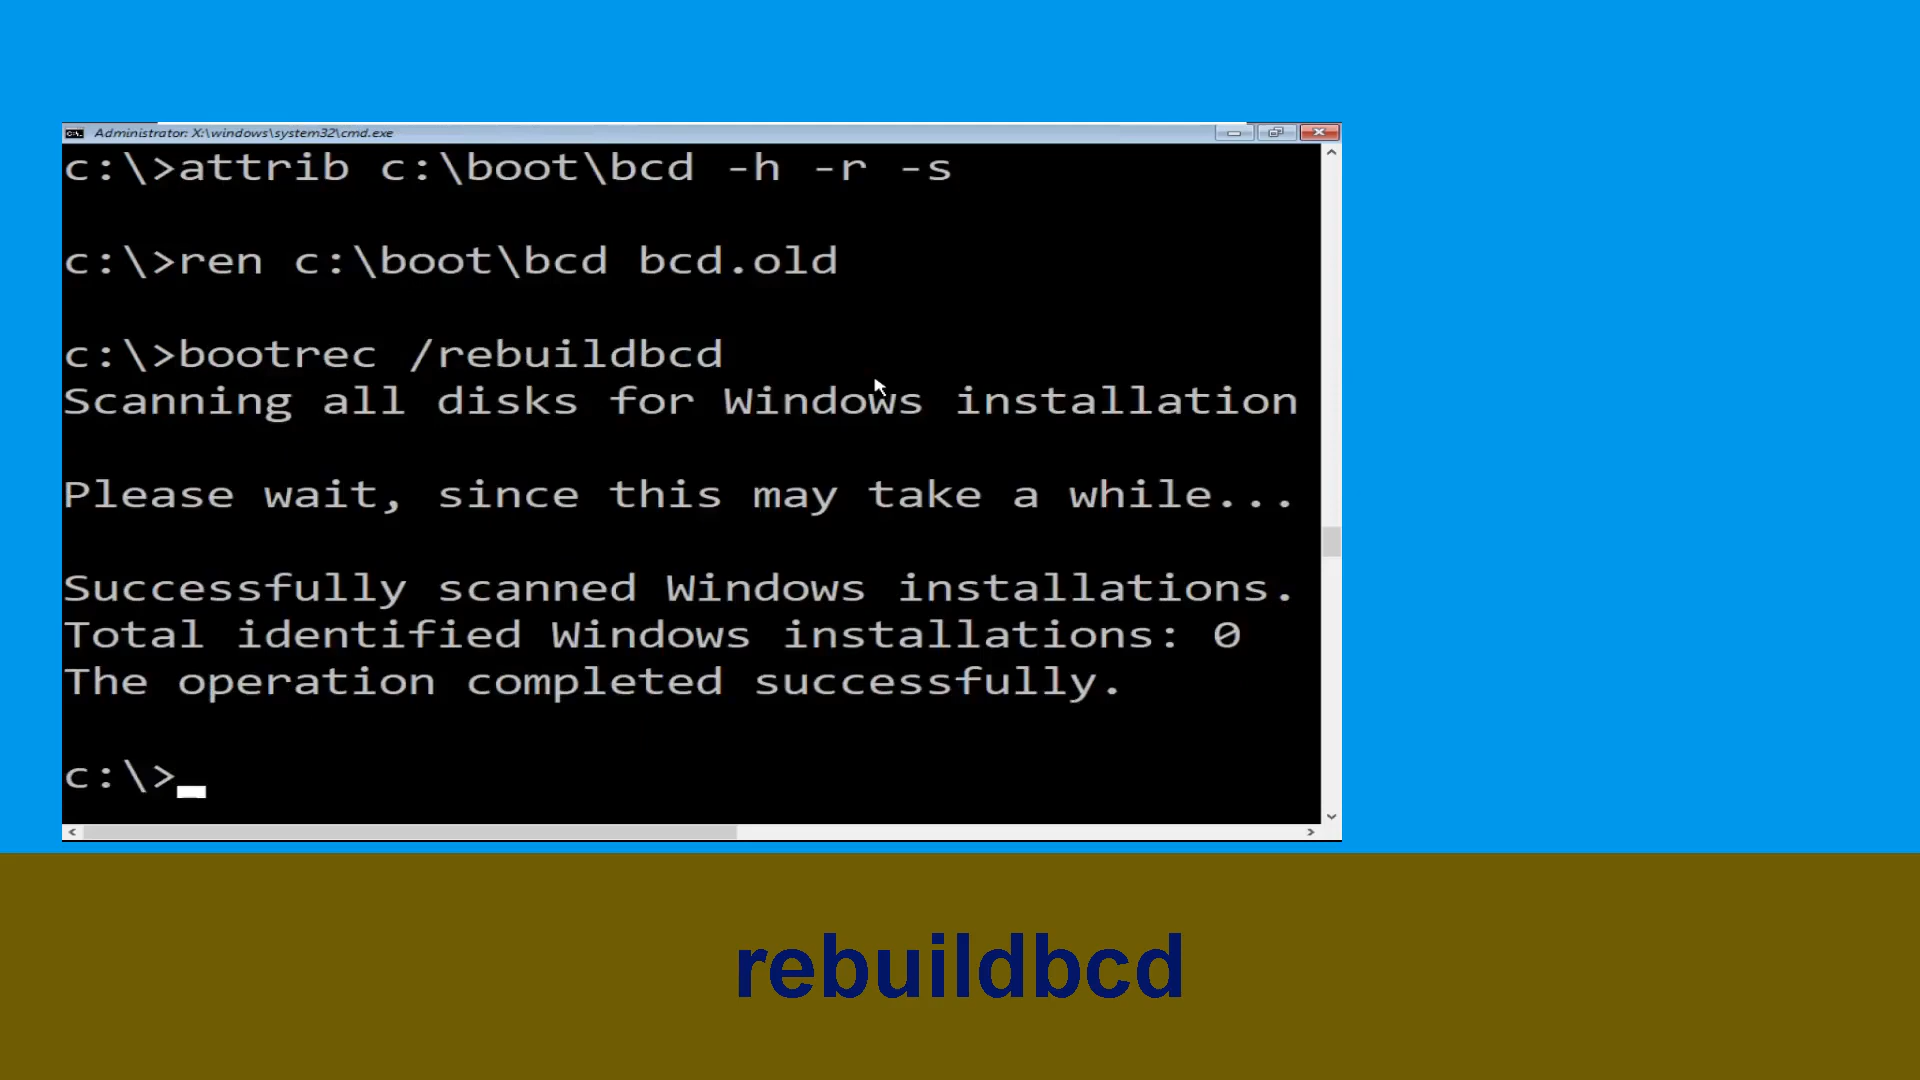 Administrator: X:\windows\system32\cmd.exe
c:\>attrib c:\boot\bcd -h -r -s
c:\>ren c:\boot\bcd bcd.old
c:\>bootrec /rebuildbcd
Scanning all disks for Windows installation
Please wait, since this may take a while...
Successfully scanned Windows installations.
Total identified Windows installations: 0
The operation completed successfully.
c:\>
rebuildbcd